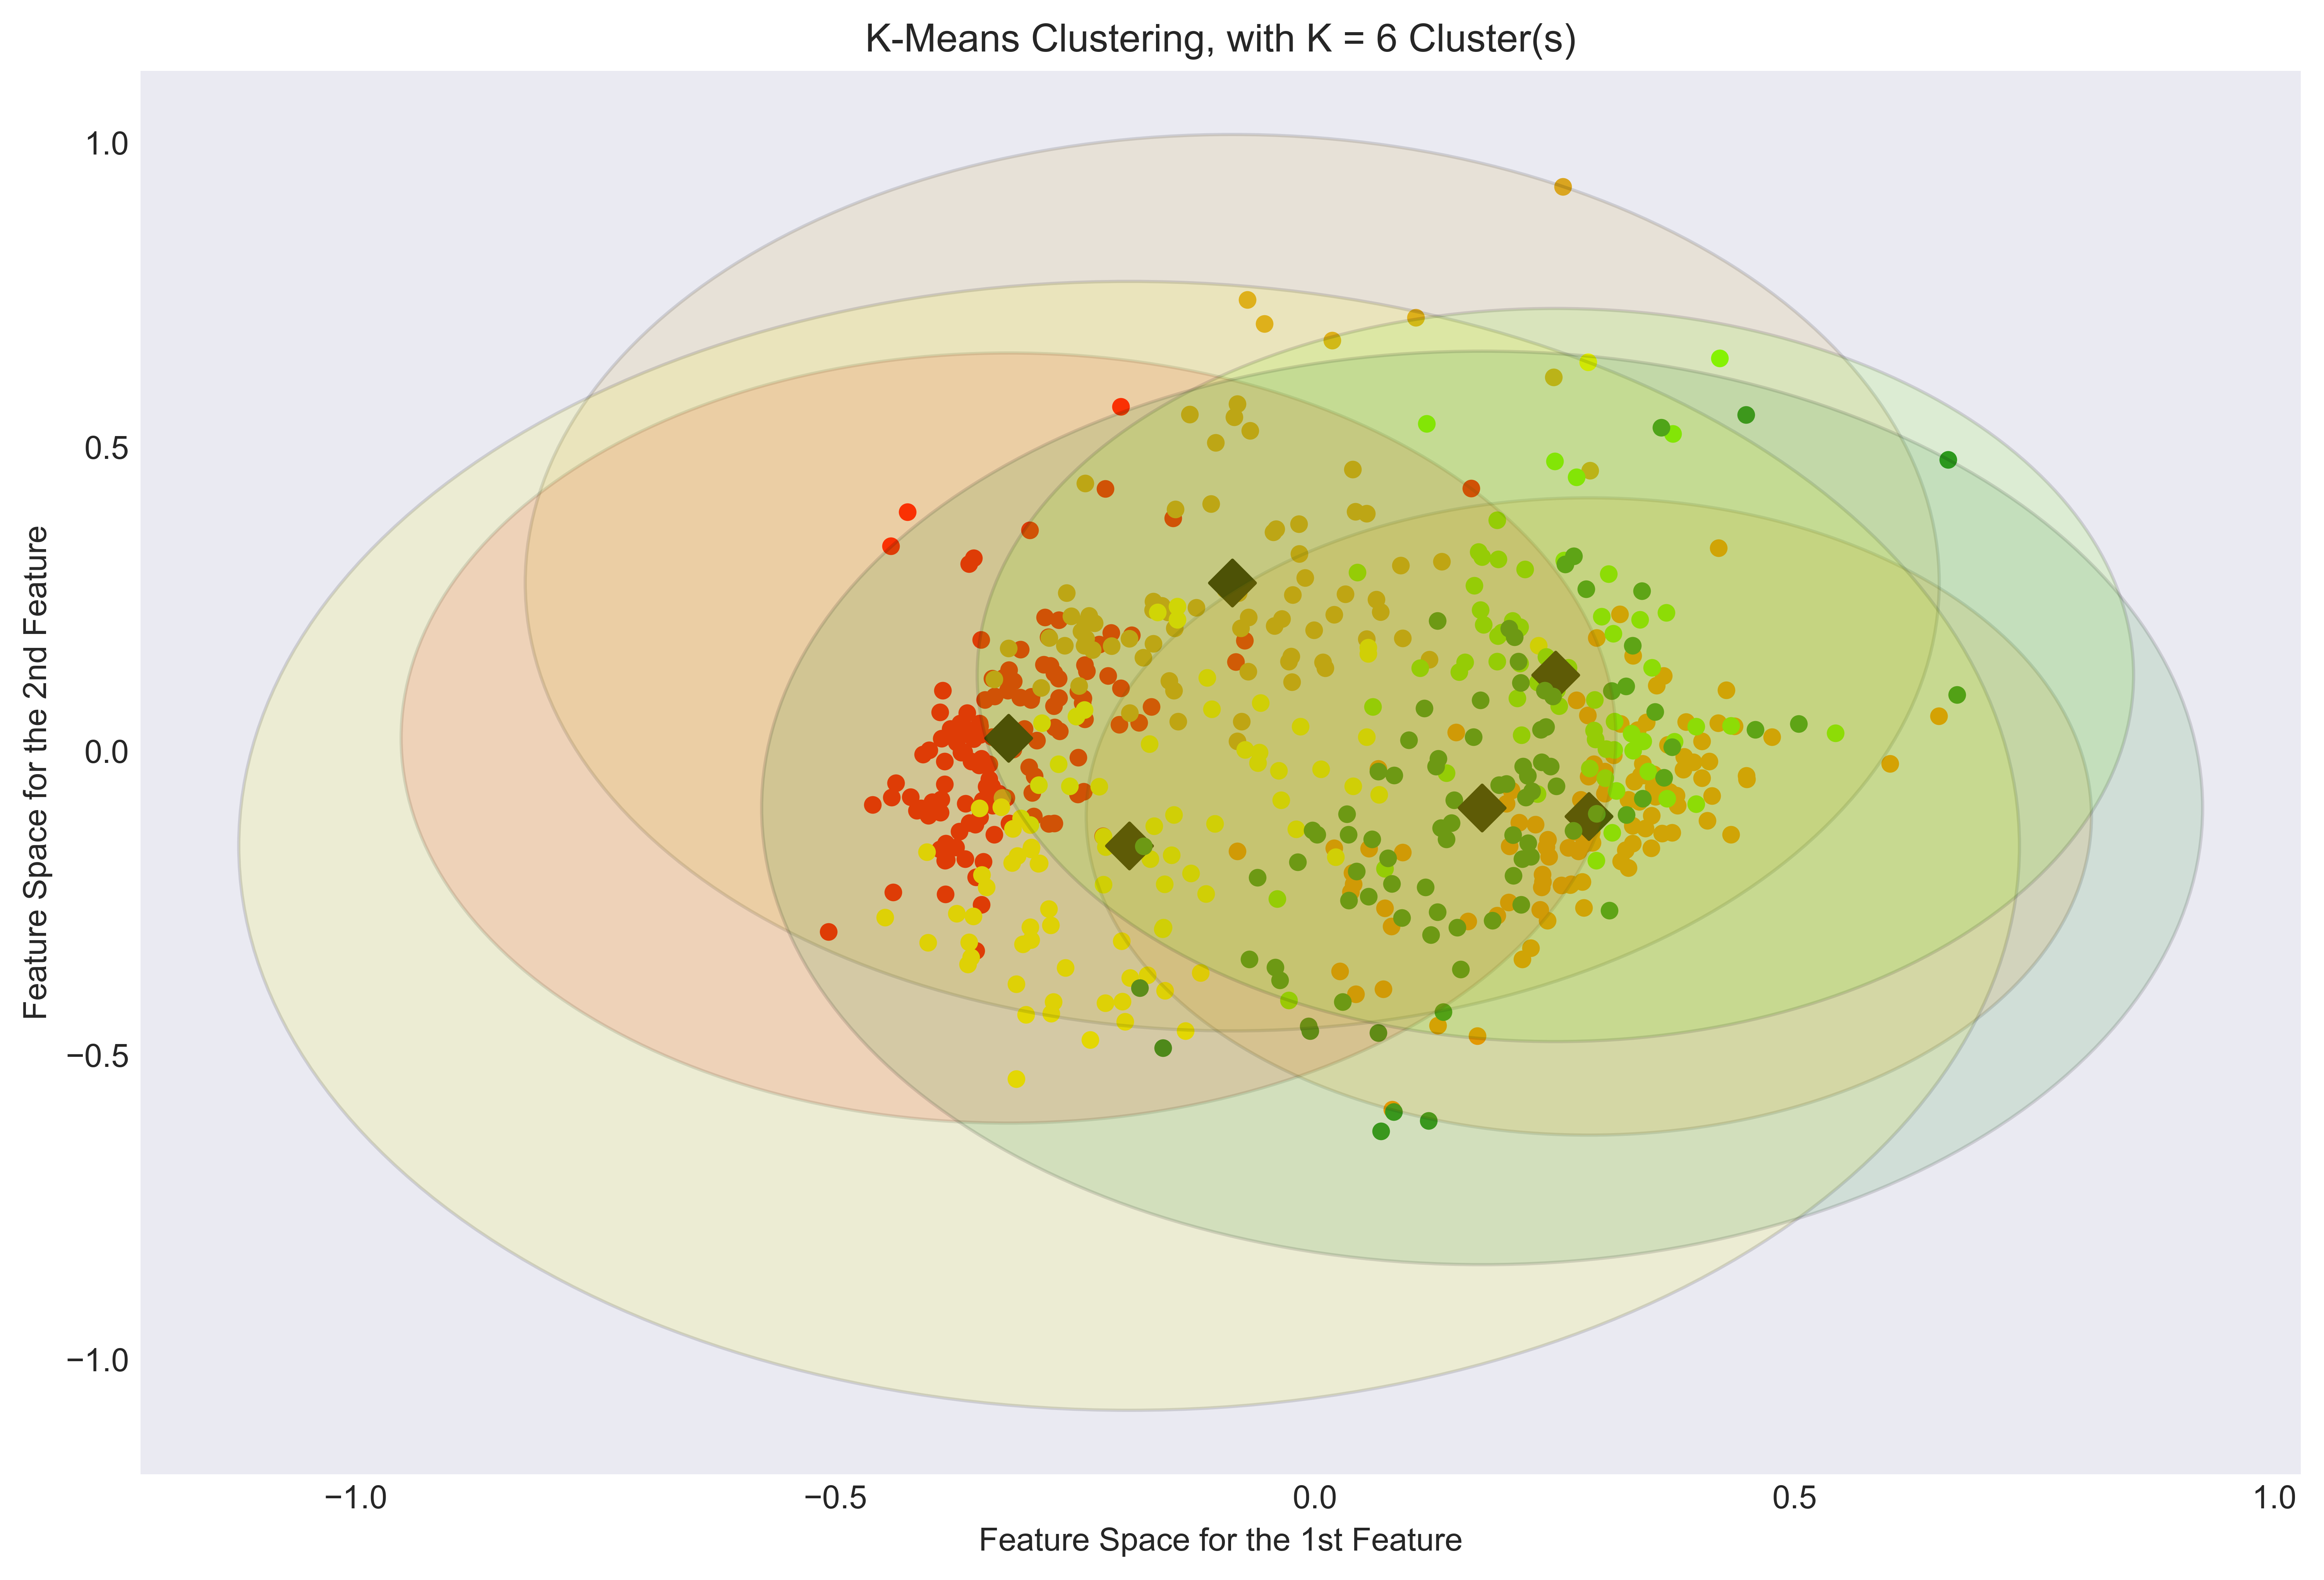 K-Means Clustering, with K = 6 Cluster(s)
1.0
0.5
0.0
−0.5
−1.0
Feature Space for the 2nd Feature
−1.0 −0.5 0.0 0.5 1.0
Feature Space for the 1st Feature